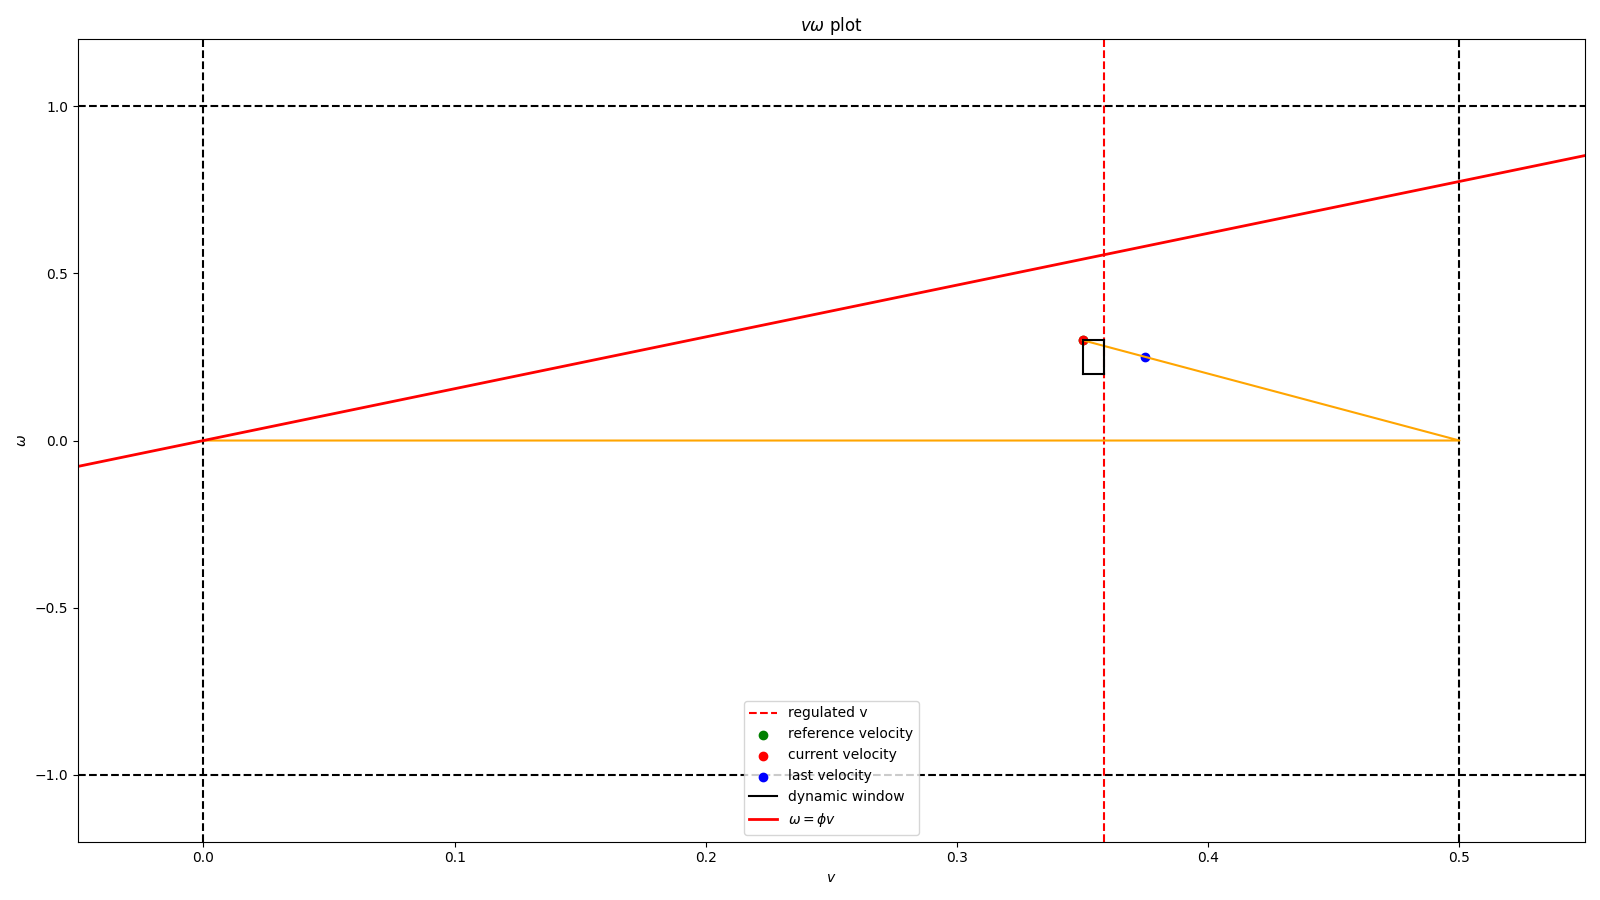 vω plot
1.0
0.5
0.0
−0.5
−1.0
ω
0.0 0.1 0.2 0.3 0.4 0.5
v
regulated v
reference velocity
current velocity
last velocity
dynamic window
ω = ϕv